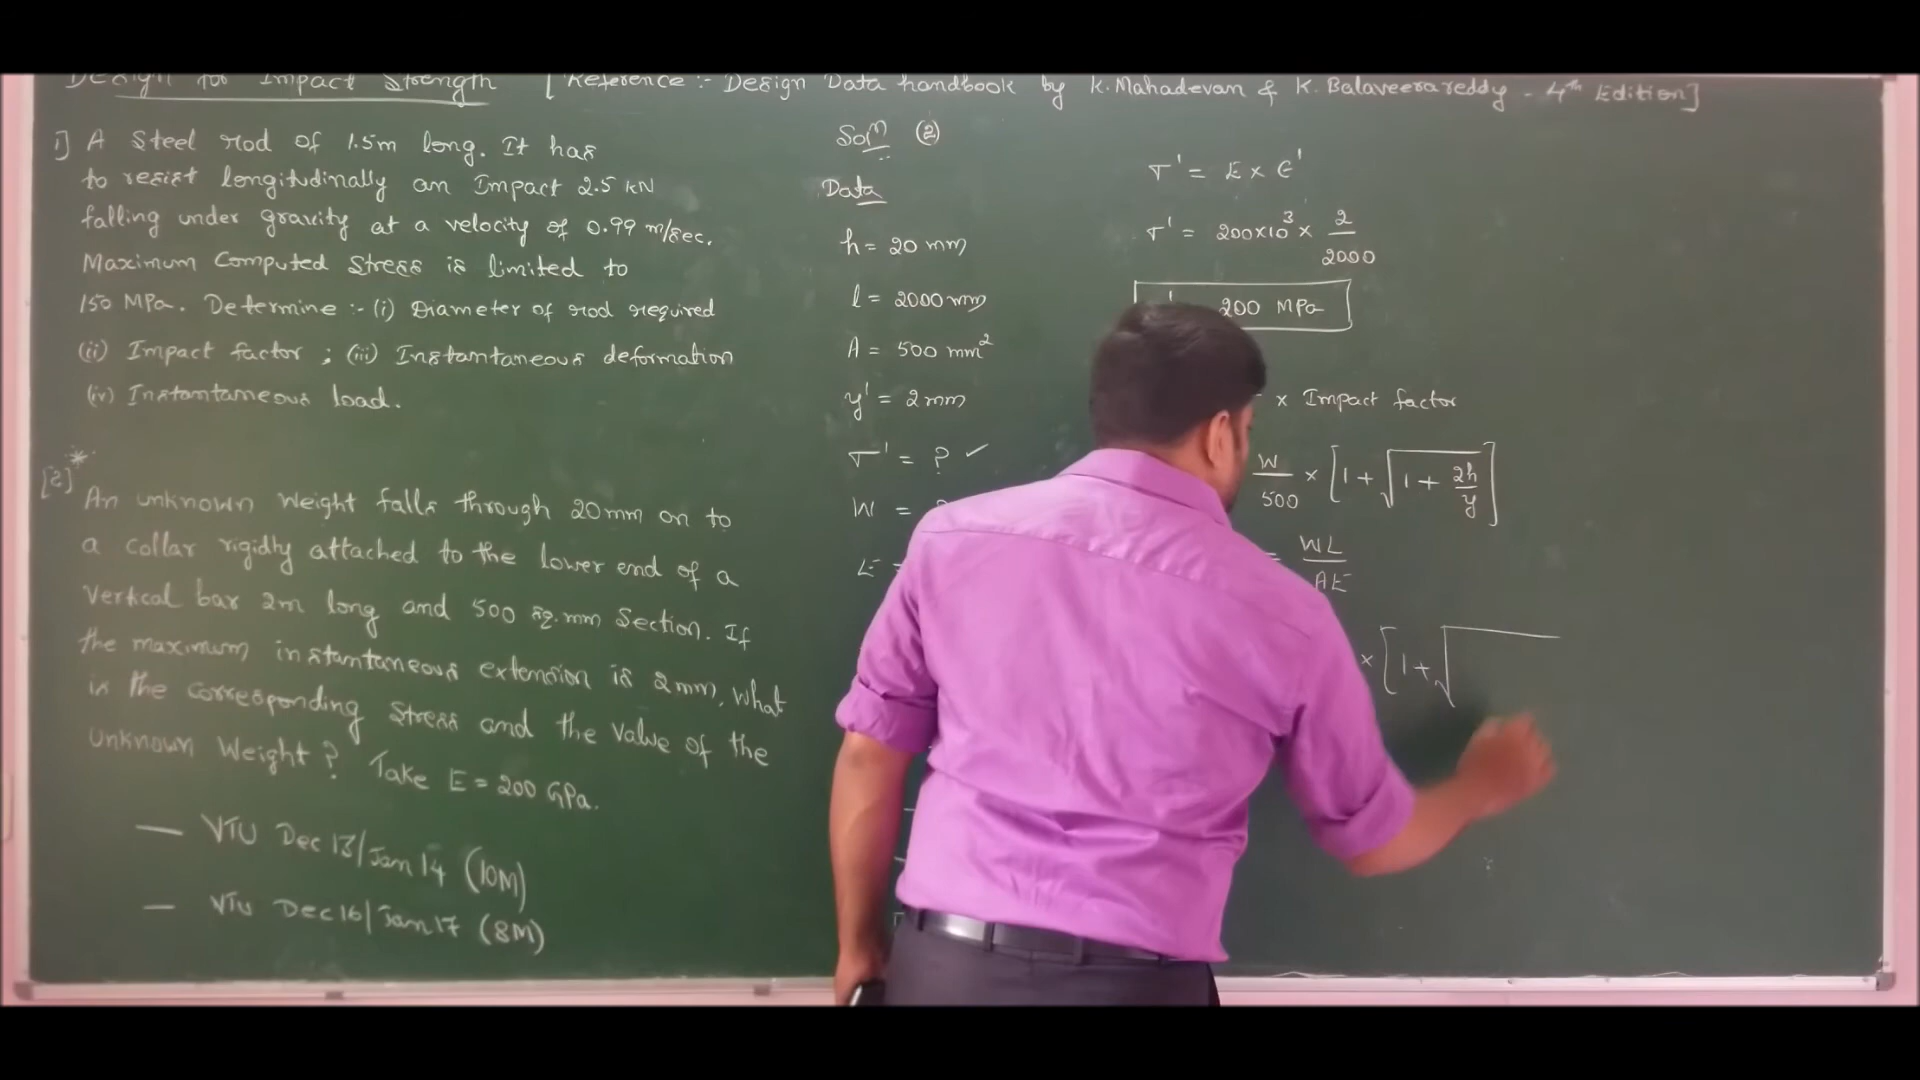 Design for Impact Strength [Reference :- Design Data handbook by K. Mahadevan & K. Balaveerareddy - 4th Edition]
1] A Steel rod of 1.5m long. It has
to resist longitudinally an Impact 2.5 kN
falling under gravity at a velocity of 0.99 m/sec.
Maximum Computed Stress is limited to
150 MPa. Determine :- (i) Diameter of rod required
(ii) Impact factor ; (iii) Instantaneous deformation
(iv) Instantaneous load.
[2]*
An unknown weight falls through 20mm on to
a collar rigidly attached to the lower end of a
Vertical bar 2m long and 500 sq.mm Section. If
the maximum instantaneous extension is 2mm, what
is the corresponding Stress and the value of the
unknown Weight? Take E = 200 GPa.
— VTU Dec 13/Jan 14 (10M)
— VTU Dec 16/Jan 17 (8M)
Soln (2)
Data
h = 20 mm
l = 2000 mm
A = 500 mm²
y' = 2mm
σ' = ? ✓
W =
E =
σ' = E × ε'
σ' = 200×10³ × 2/2000
200 MPa
× Impact factor
W/500 × [1+√1+2h/y]
= WL/AE
× [1+√